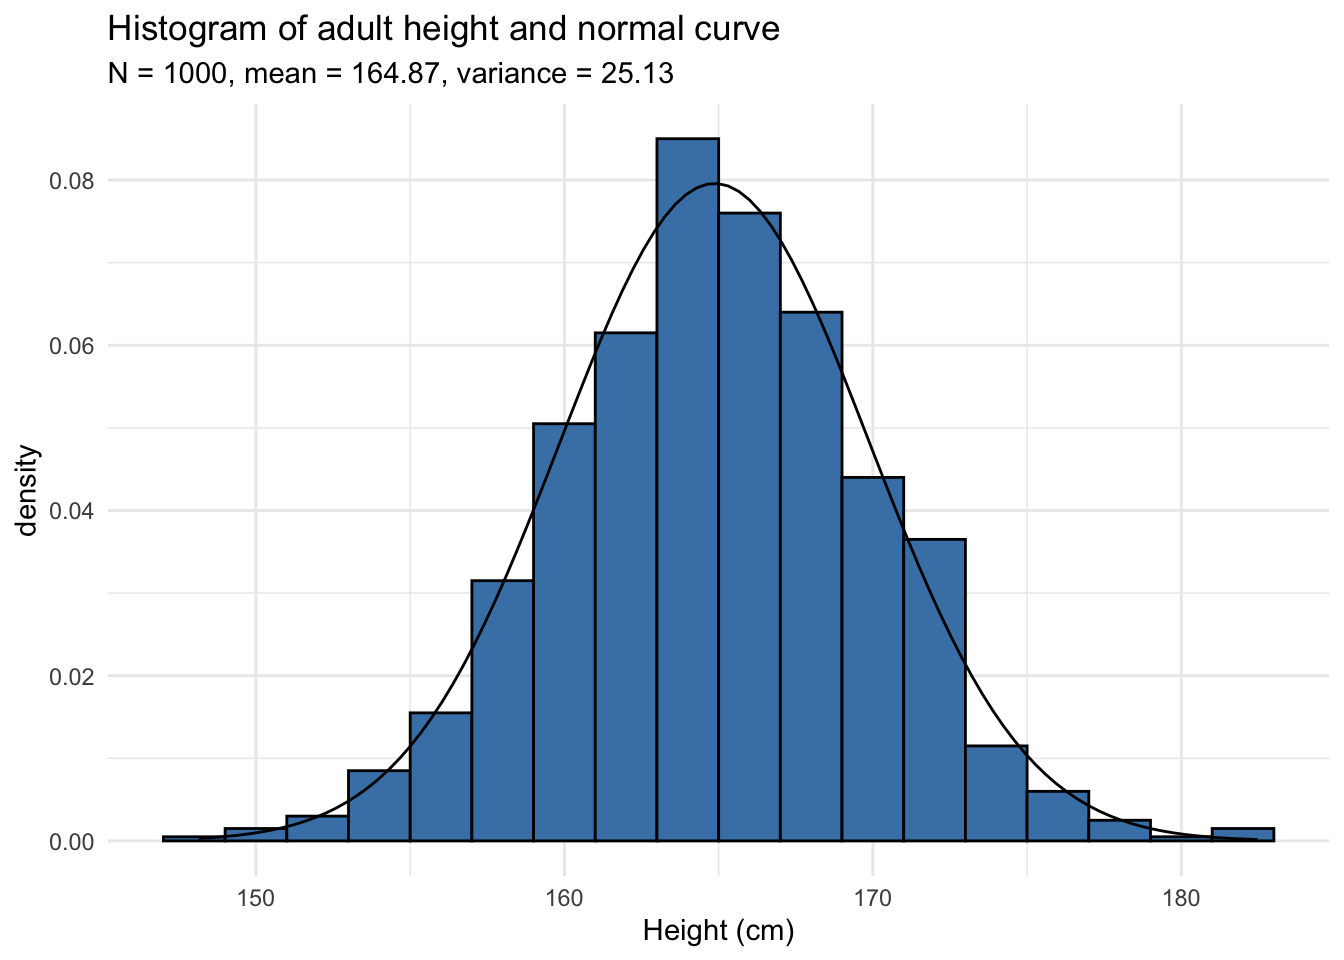 Histogram of adult height and normal curve
N = 1000, mean = 164.87, variance = 25.13
0.08
0.06
0.04
0.02
0.00
density
150 160 170 180
Height (cm)